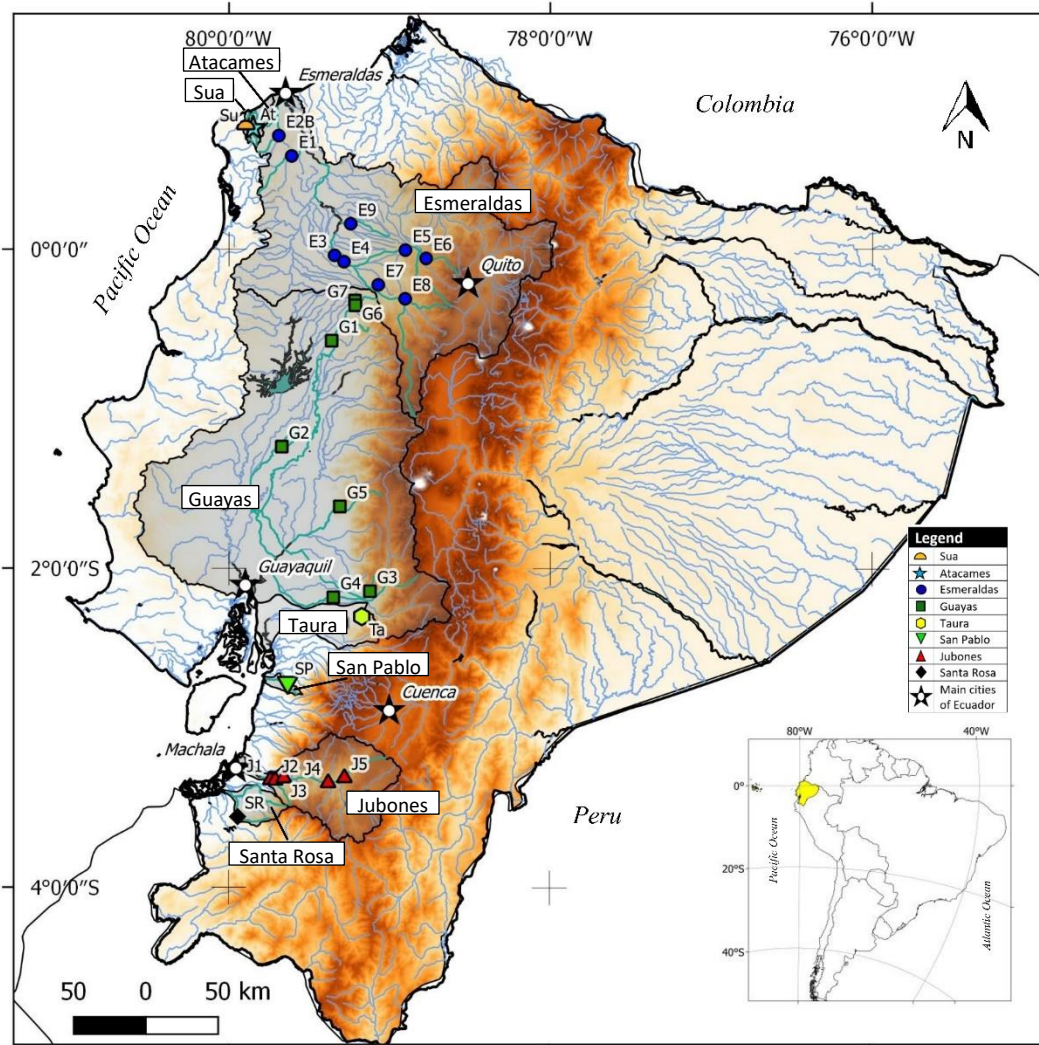 80°0'0"W
78°0'0"W
76°0'0"W
Atacames
Esmeraldas
Sua
Colombia
N
Su
At
E2B
E1
Pacific Ocean
Esmeraldas
E9
0°0'0"
E3
E4
E5
E6
Quito
E7
E8
G7
G6
G1
G2
Guayas
G5
Guayaquil
2°0'0"S
G4
G3
Taura
Ta
San Pablo
SP
Cuenca
Machala
J1
J2
J4
J5
J3
Jubones
SR
Peru
Santa Rosa
4°0'0"S
50 0 50 km
Legend
Sua
Atacames
Esmeraldas
Guayas
Taura
San Pablo
Jubones
Santa Rosa
Main cities
of Ecuador
80°W
40°W
0°
20°S
40°S
Pacific Ocean
Atlantic Ocean